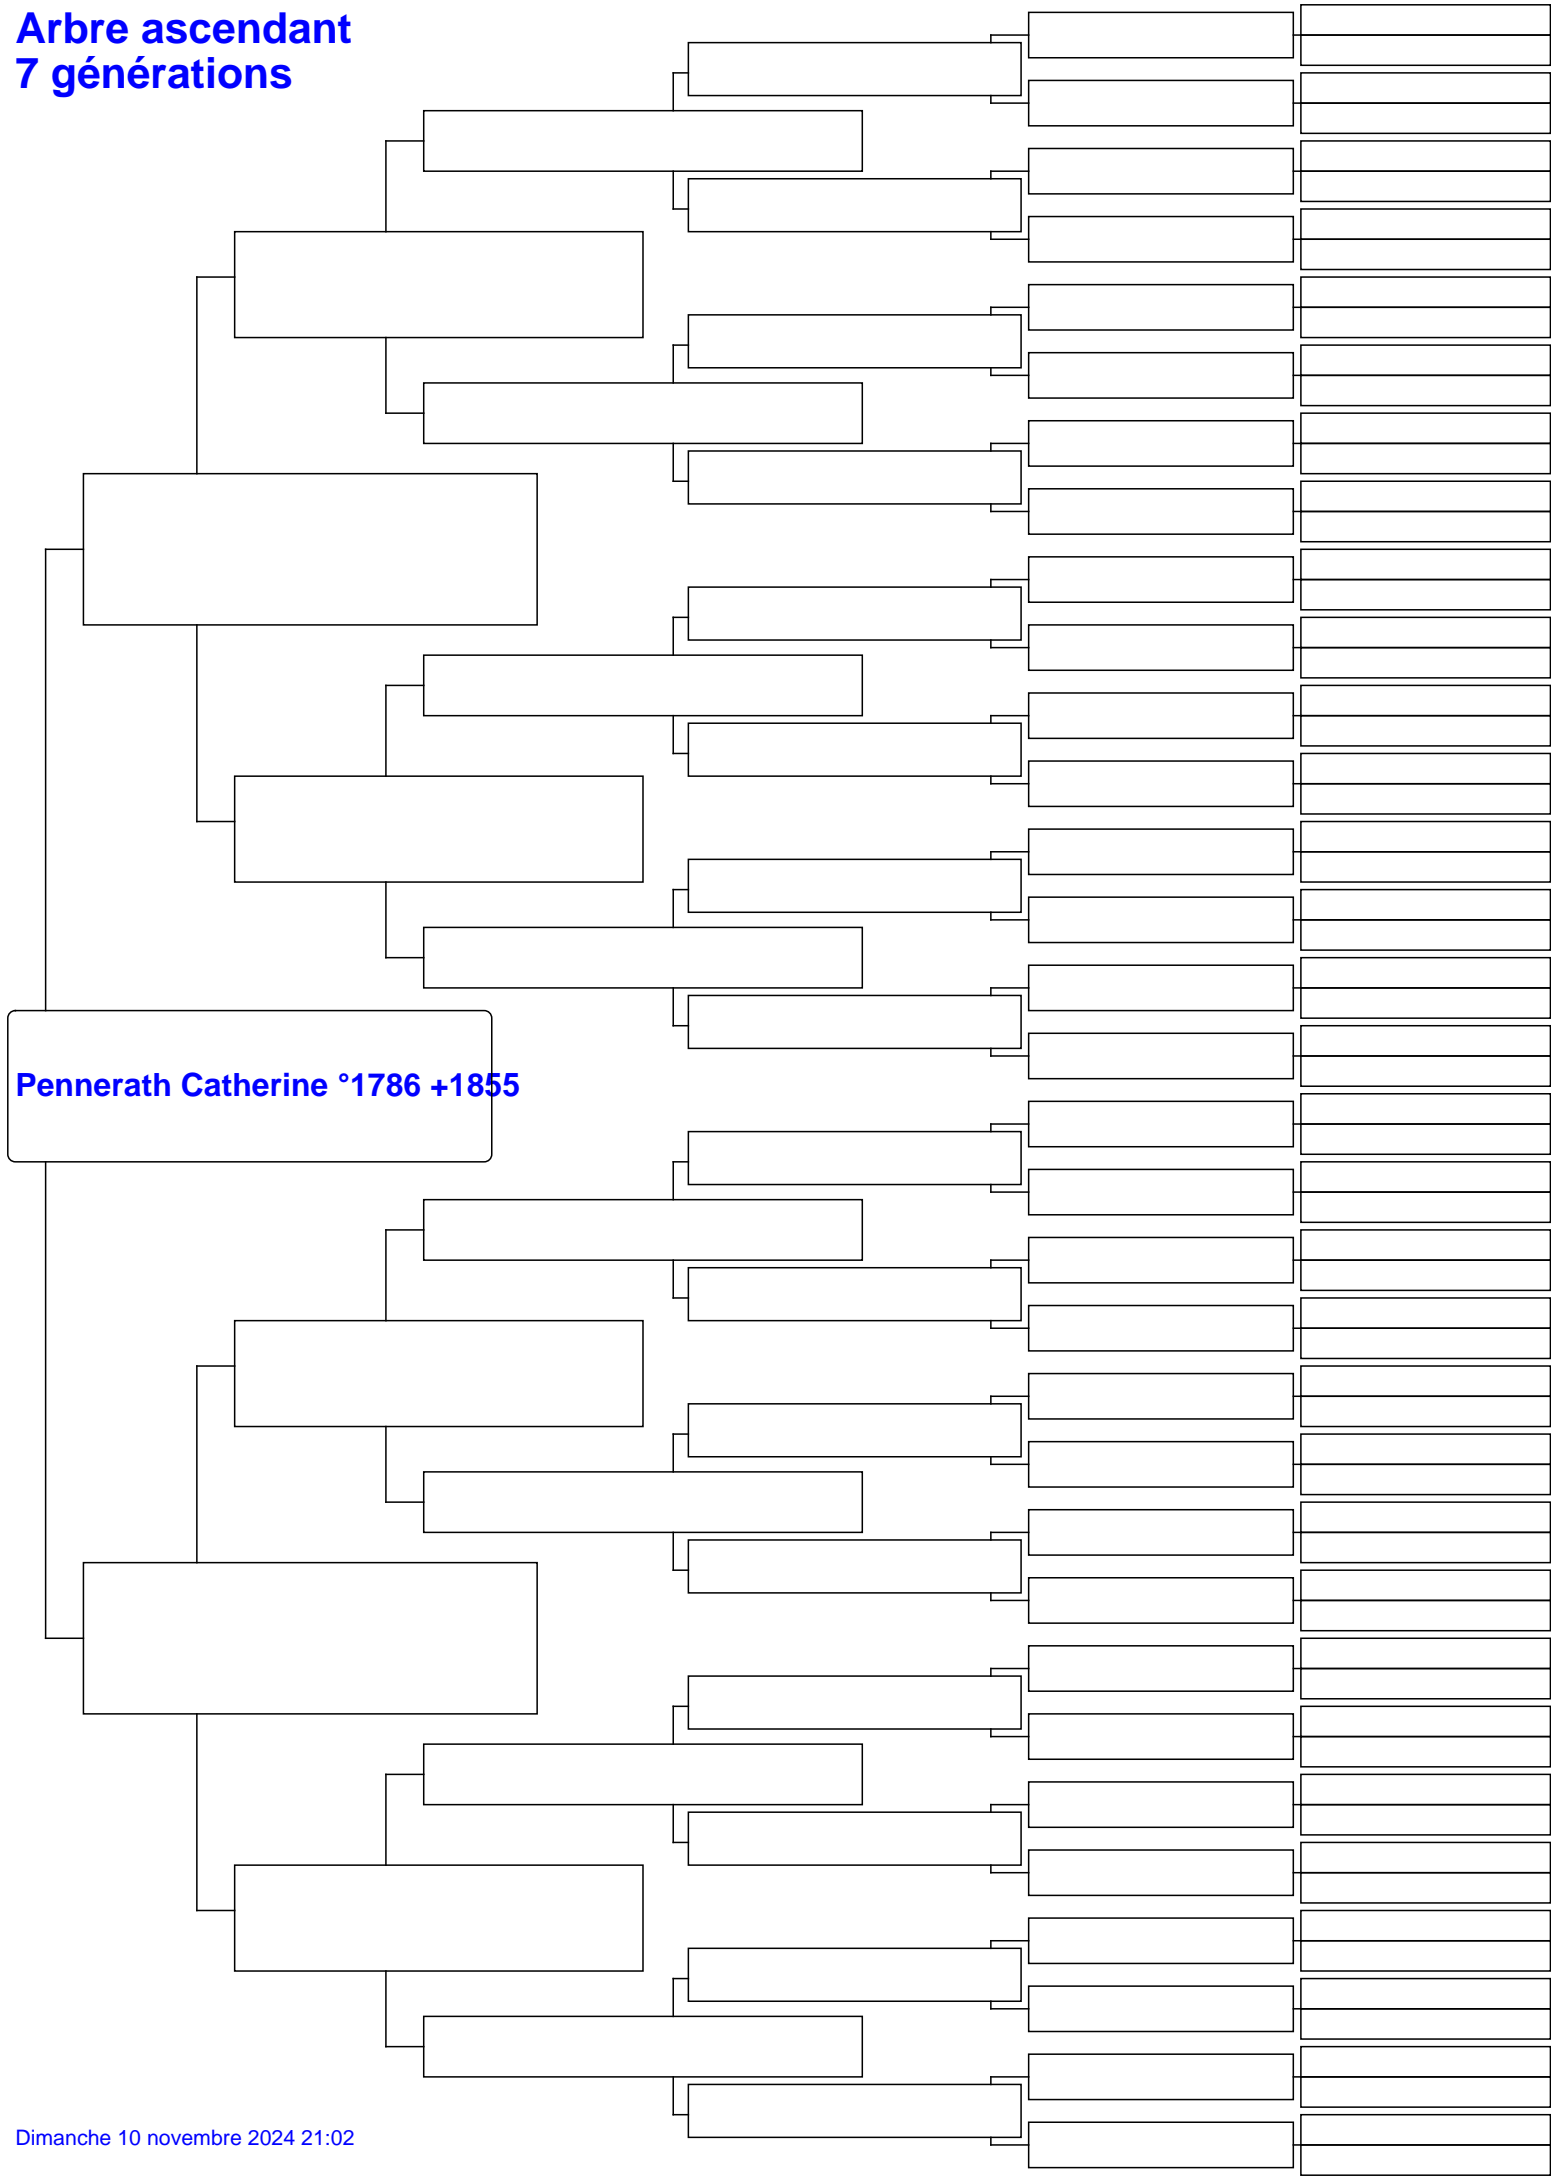 Arbre ascendant
7 générations
Pennerath Catherine °1786 +1855
Dimanche 10 novembre 2024 21:02